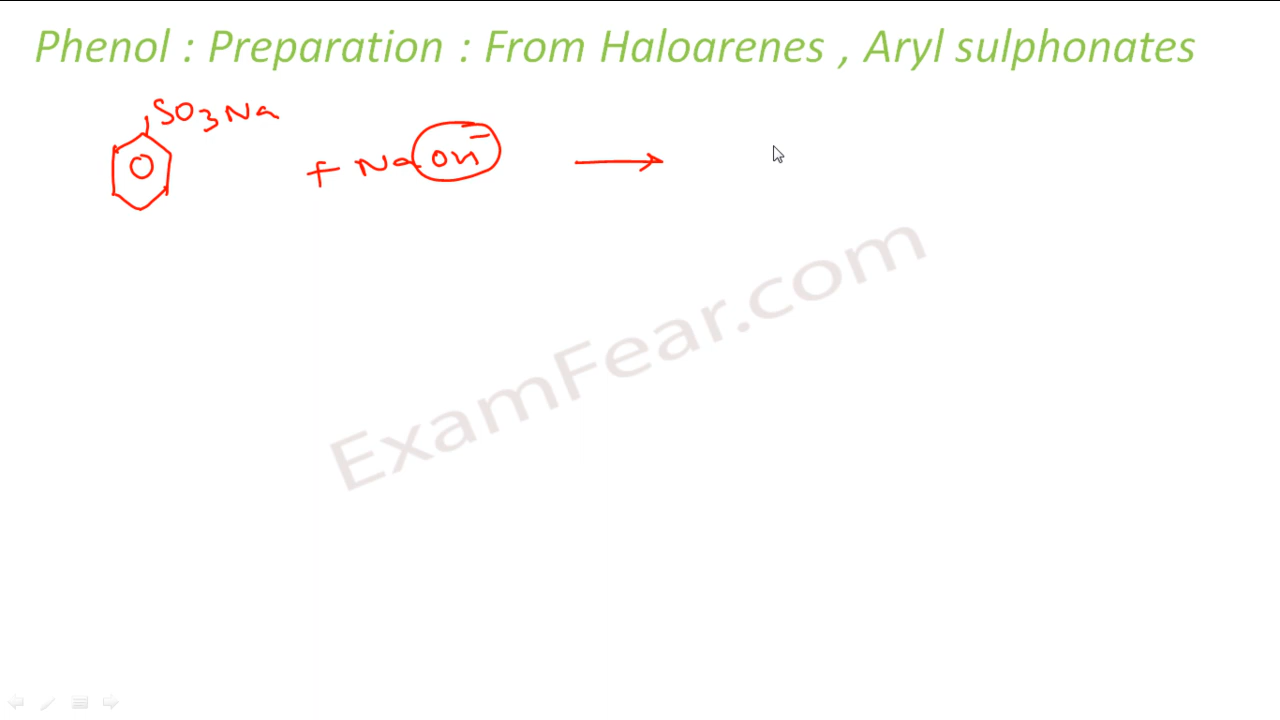 Phenol : Preparation : From Haloarenes , Aryl sulphonates
SO3Na
+ NaOH⁻
ExamFear.com